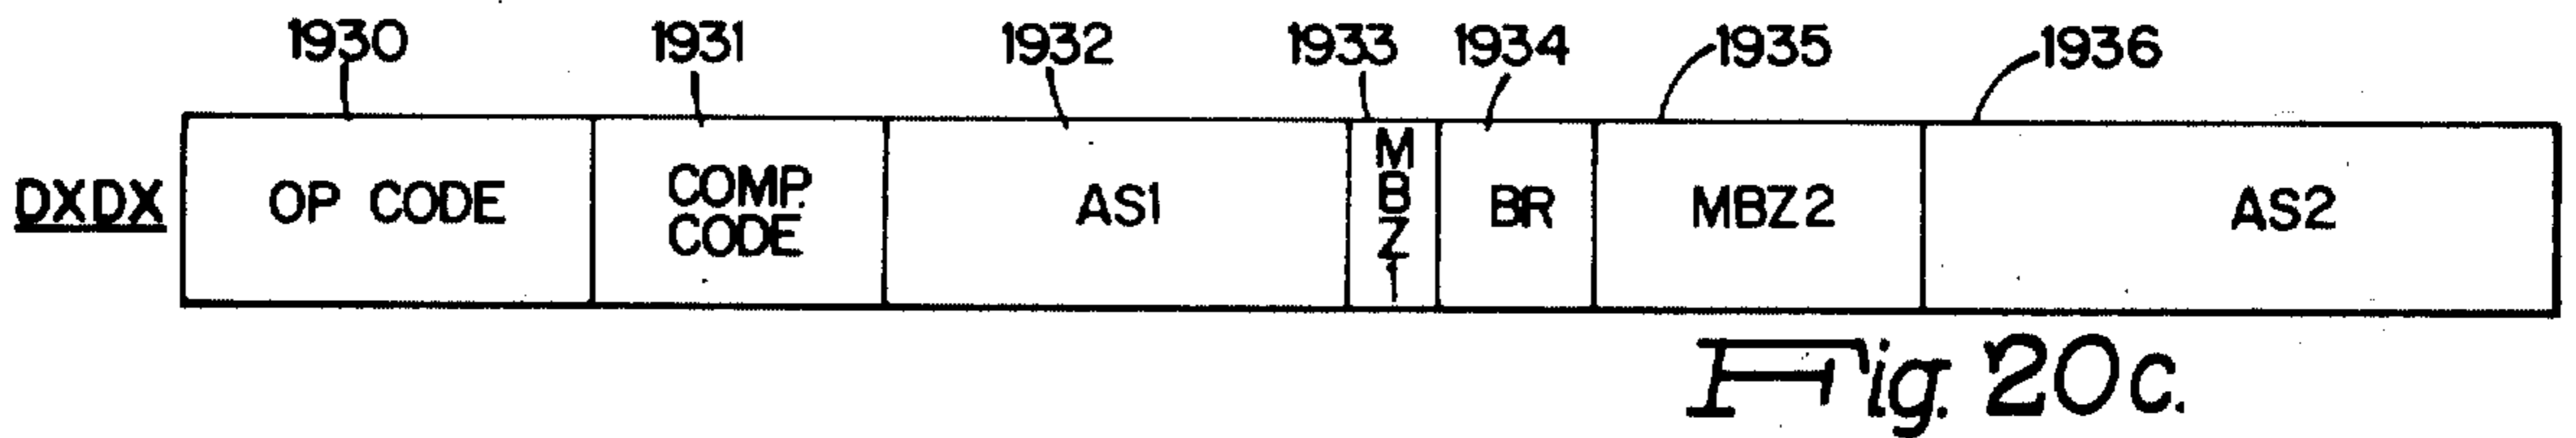 1930 1931 1932 1933 1934 1935 1936
DXDX OP CODE COMP. CODE AS1 MBZ1 BR MBZ2 AS2
Fig. 20c.